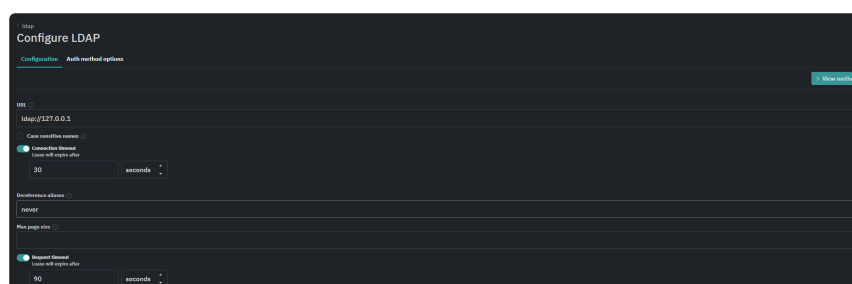 ldap
Configure LDAP
Configuration Auth method options
View metho
URL
ldap://127.0.0.1
Case sensitive names
Connection timeout
Lease will expire after
30 seconds
Dereference aliases
never
Max page size
Request timeout
Lease will expire after
90 seconds